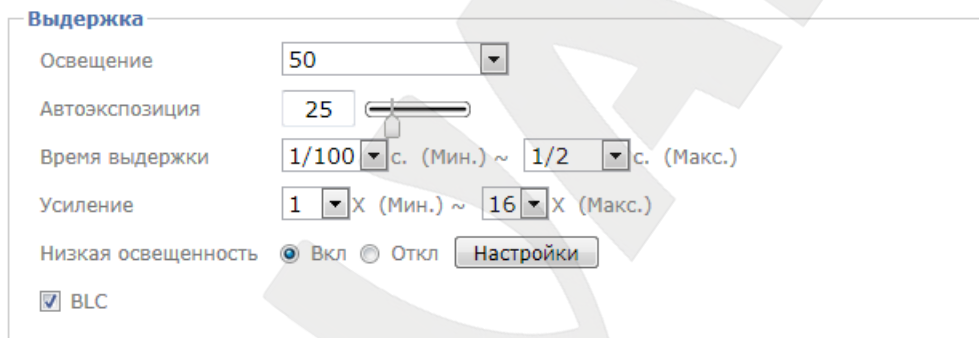 Выдержка
Освещение 50
Автоэкспозиция 25
Время выдержки 1/100 с. (Мин.) ~ 1/2 с. (Макс.)
Усиление 1 X (Мин.) ~ 16 X (Макс.)
Низкая освещенность Вкл Откл Настройки
BLC